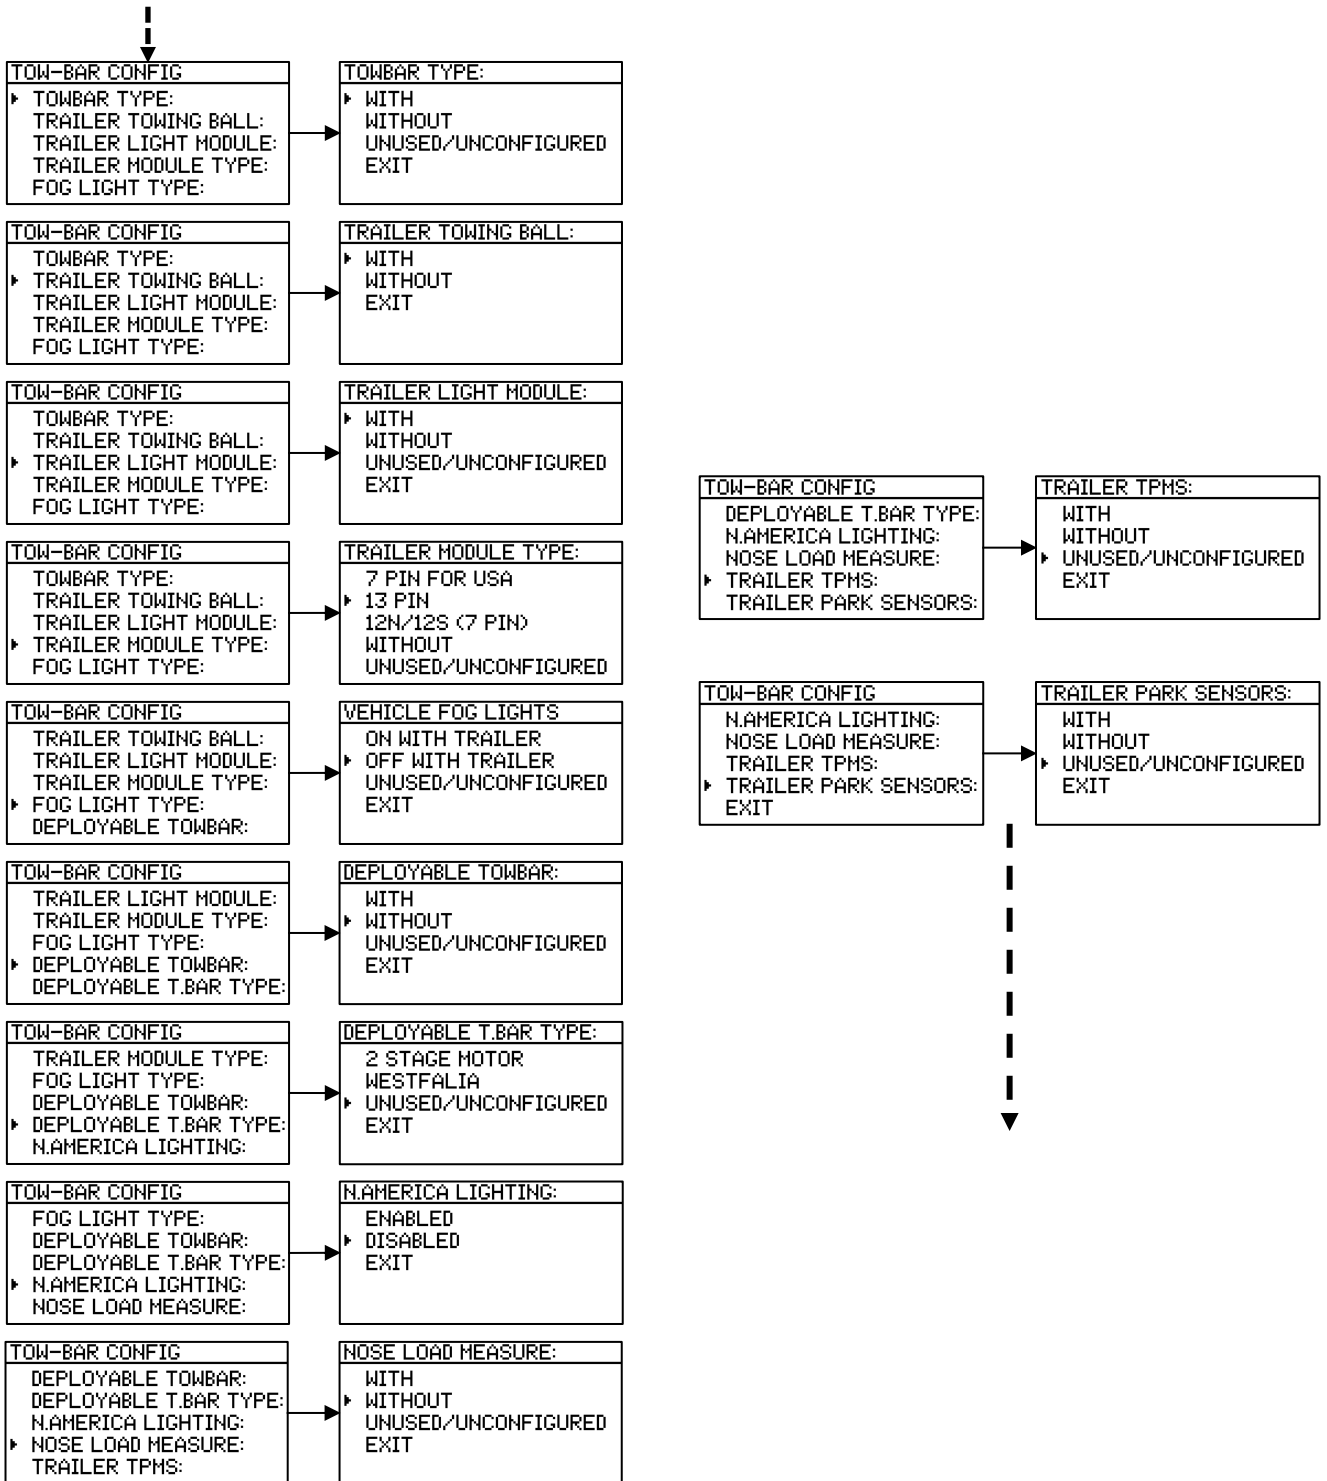 TOW-BAR CONFIG
TOWBAR TYPE:
TRAILER TOWING BALL:
TRAILER LIGHT MODULE:
TRAILER MODULE TYPE:
FOG LIGHT TYPE:
TOWBAR TYPE:
WITH
WITHOUT
UNUSED/UNCONFIGURED
EXIT
TOW-BAR CONFIG
TOWBAR TYPE:
TRAILER TOWING BALL:
TRAILER LIGHT MODULE:
TRAILER MODULE TYPE:
FOG LIGHT TYPE:
TRAILER TOWING BALL:
WITH
WITHOUT
EXIT
TOW-BAR CONFIG
TOWBAR TYPE:
TRAILER TOWING BALL:
TRAILER LIGHT MODULE:
TRAILER MODULE TYPE:
FOG LIGHT TYPE:
TRAILER LIGHT MODULE:
WITH
WITHOUT
UNUSED/UNCONFIGURED
EXIT
TOW-BAR CONFIG
TOWBAR TYPE:
TRAILER TOWING BALL:
TRAILER LIGHT MODULE:
TRAILER MODULE TYPE:
FOG LIGHT TYPE:
TRAILER MODULE TYPE:
7 PIN FOR USA
13 PIN
12N/12S (7 PIN)
WITHOUT
UNUSED/UNCONFIGURED
TOW-BAR CONFIG
TRAILER TOWING BALL:
TRAILER LIGHT MODULE:
TRAILER MODULE TYPE:
FOG LIGHT TYPE:
DEPLOYABLE TOWBAR:
VEHICLE FOG LIGHTS
ON WITH TRAILER
OFF WITH TRAILER
UNUSED/UNCONFIGURED
EXIT
TOW-BAR CONFIG
TRAILER LIGHT MODULE:
TRAILER MODULE TYPE:
FOG LIGHT TYPE:
DEPLOYABLE TOWBAR:
DEPLOYABLE T.BAR TYPE:
DEPLOYABLE TOWBAR:
WITH
WITHOUT
UNUSED/UNCONFIGURED
EXIT
TOW-BAR CONFIG
TRAILER MODULE TYPE:
FOG LIGHT TYPE:
DEPLOYABLE TOWBAR:
DEPLOYABLE T.BAR TYPE:
N.AMERICA LIGHTING:
DEPLOYABLE T.BAR TYPE:
2 STAGE MOTOR
WESTFALIA
UNUSED/UNCONFIGURED
EXIT
TOW-BAR CONFIG
FOG LIGHT TYPE:
DEPLOYABLE TOWBAR:
DEPLOYABLE T.BAR TYPE:
N.AMERICA LIGHTING:
NOSE LOAD MEASURE:
N.AMERICA LIGHTING:
ENABLED
DISABLED
EXIT
TOW-BAR CONFIG
DEPLOYABLE TOWBAR:
DEPLOYABLE T.BAR TYPE:
N.AMERICA LIGHTING:
NOSE LOAD MEASURE:
TRAILER TPMS:
NOSE LOAD MEASURE:
WITH
WITHOUT
UNUSED/UNCONFIGURED
EXIT
TOW-BAR CONFIG
DEPLOYABLE T.BAR TYPE:
N.AMERICA LIGHTING:
NOSE LOAD MEASURE:
TRAILER TPMS:
TRAILER PARK SENSORS:
TRAILER TPMS:
WITH
WITHOUT
UNUSED/UNCONFIGURED
EXIT
TOW-BAR CONFIG
N.AMERICA LIGHTING:
NOSE LOAD MEASURE:
TRAILER TPMS:
TRAILER PARK SENSORS:
EXIT
TRAILER PARK SENSORS:
WITH
WITHOUT
UNUSED/UNCONFIGURED
EXIT